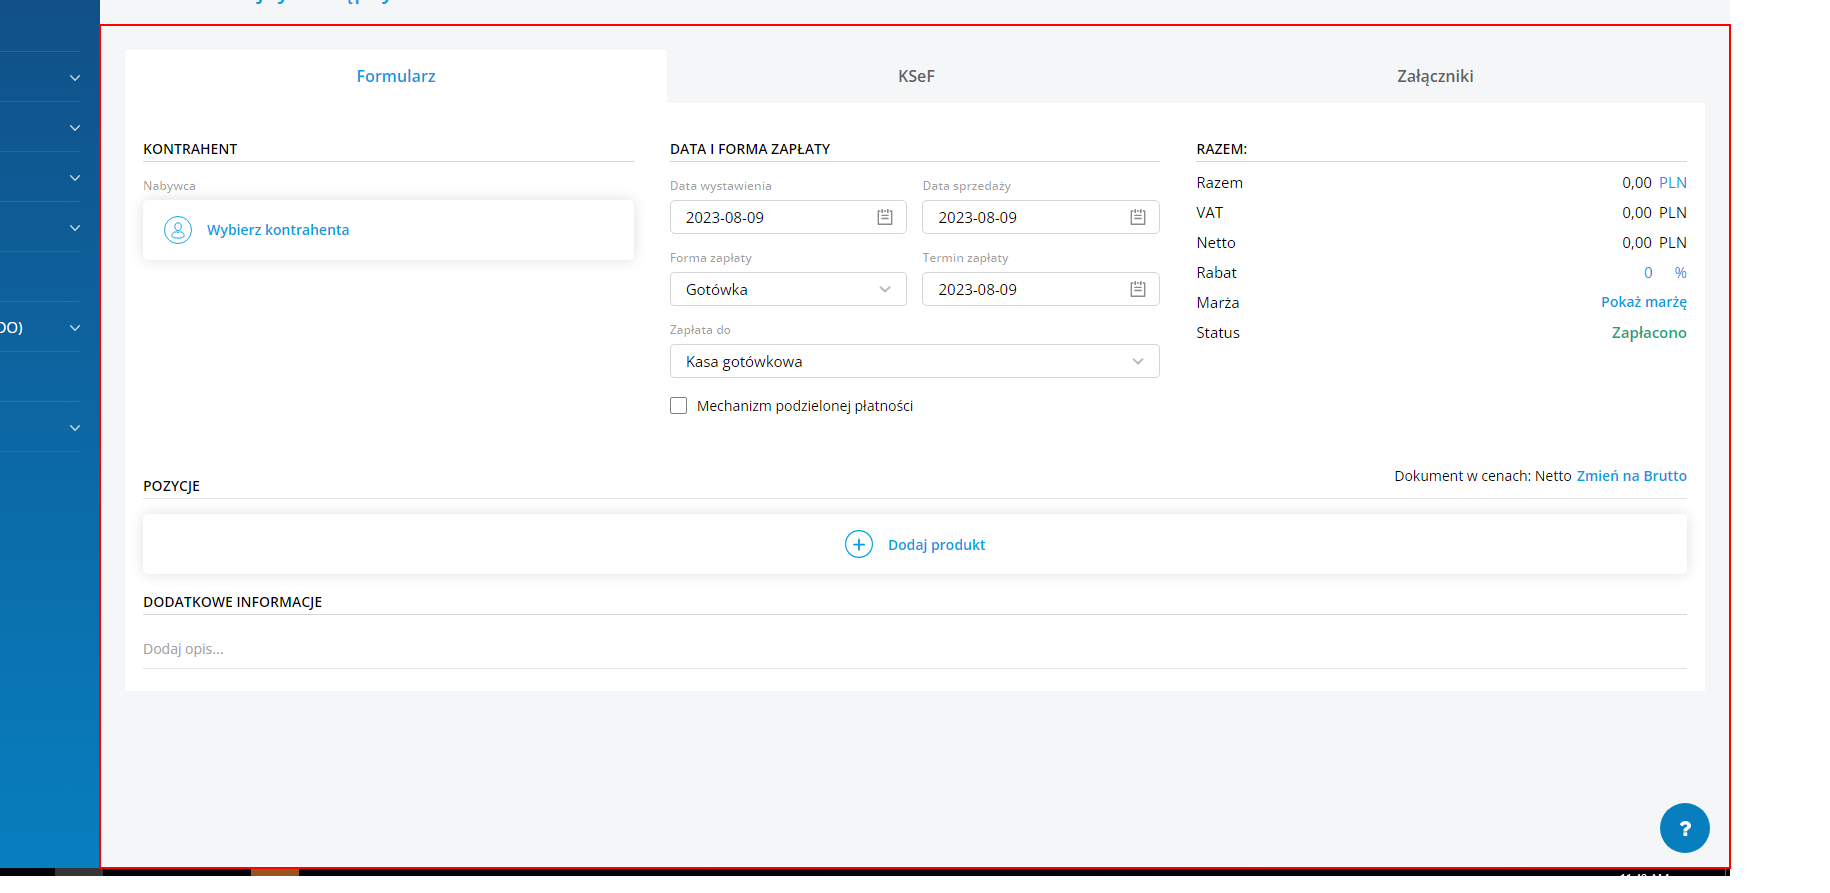 Formularz
KSeF
Załączniki
KONTRAHENT
Nabywca
Wybierz kontrahenta
DATA I FORMA ZAPŁATY
Data wystawienia
Data sprzedaży
2023-08-09
2023-08-09
Forma zapłaty
Termin zapłaty
Gotówka
2023-08-09
Zapłata do
Kasa gotówkowa
Mechanizm podzielonej płatności
RAZEM:
Razem 0,00 PLN
VAT 0,00 PLN
Netto 0,00 PLN
Rabat 0 %
Marża Pokaż marżę
Status Zapłacono
DO)
Dokument w cenach: Netto Zmień na Brutto
POZYCJE
Dodaj produkt
DODATKOWE INFORMACJE
Dodaj opis...
?